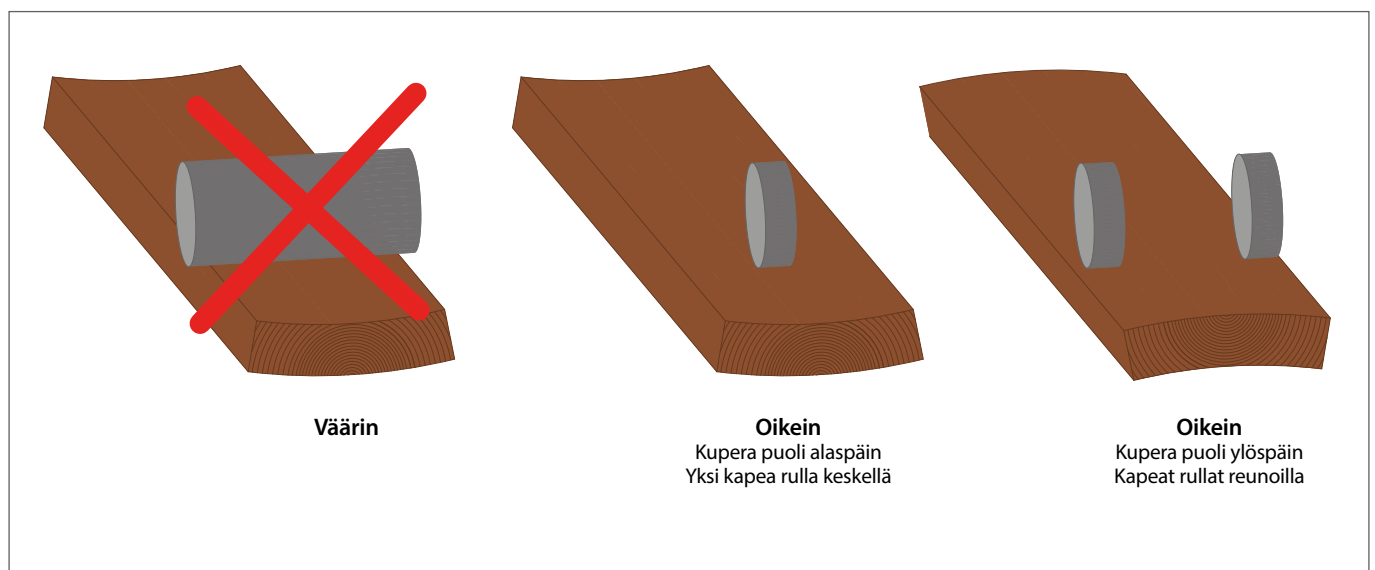 Väärin
Oikein
Kupera puoli alaspäin
Yksi kapea rulla keskellä
Oikein
Kupera puoli ylöspäin
Kapeat rullat reunoilla